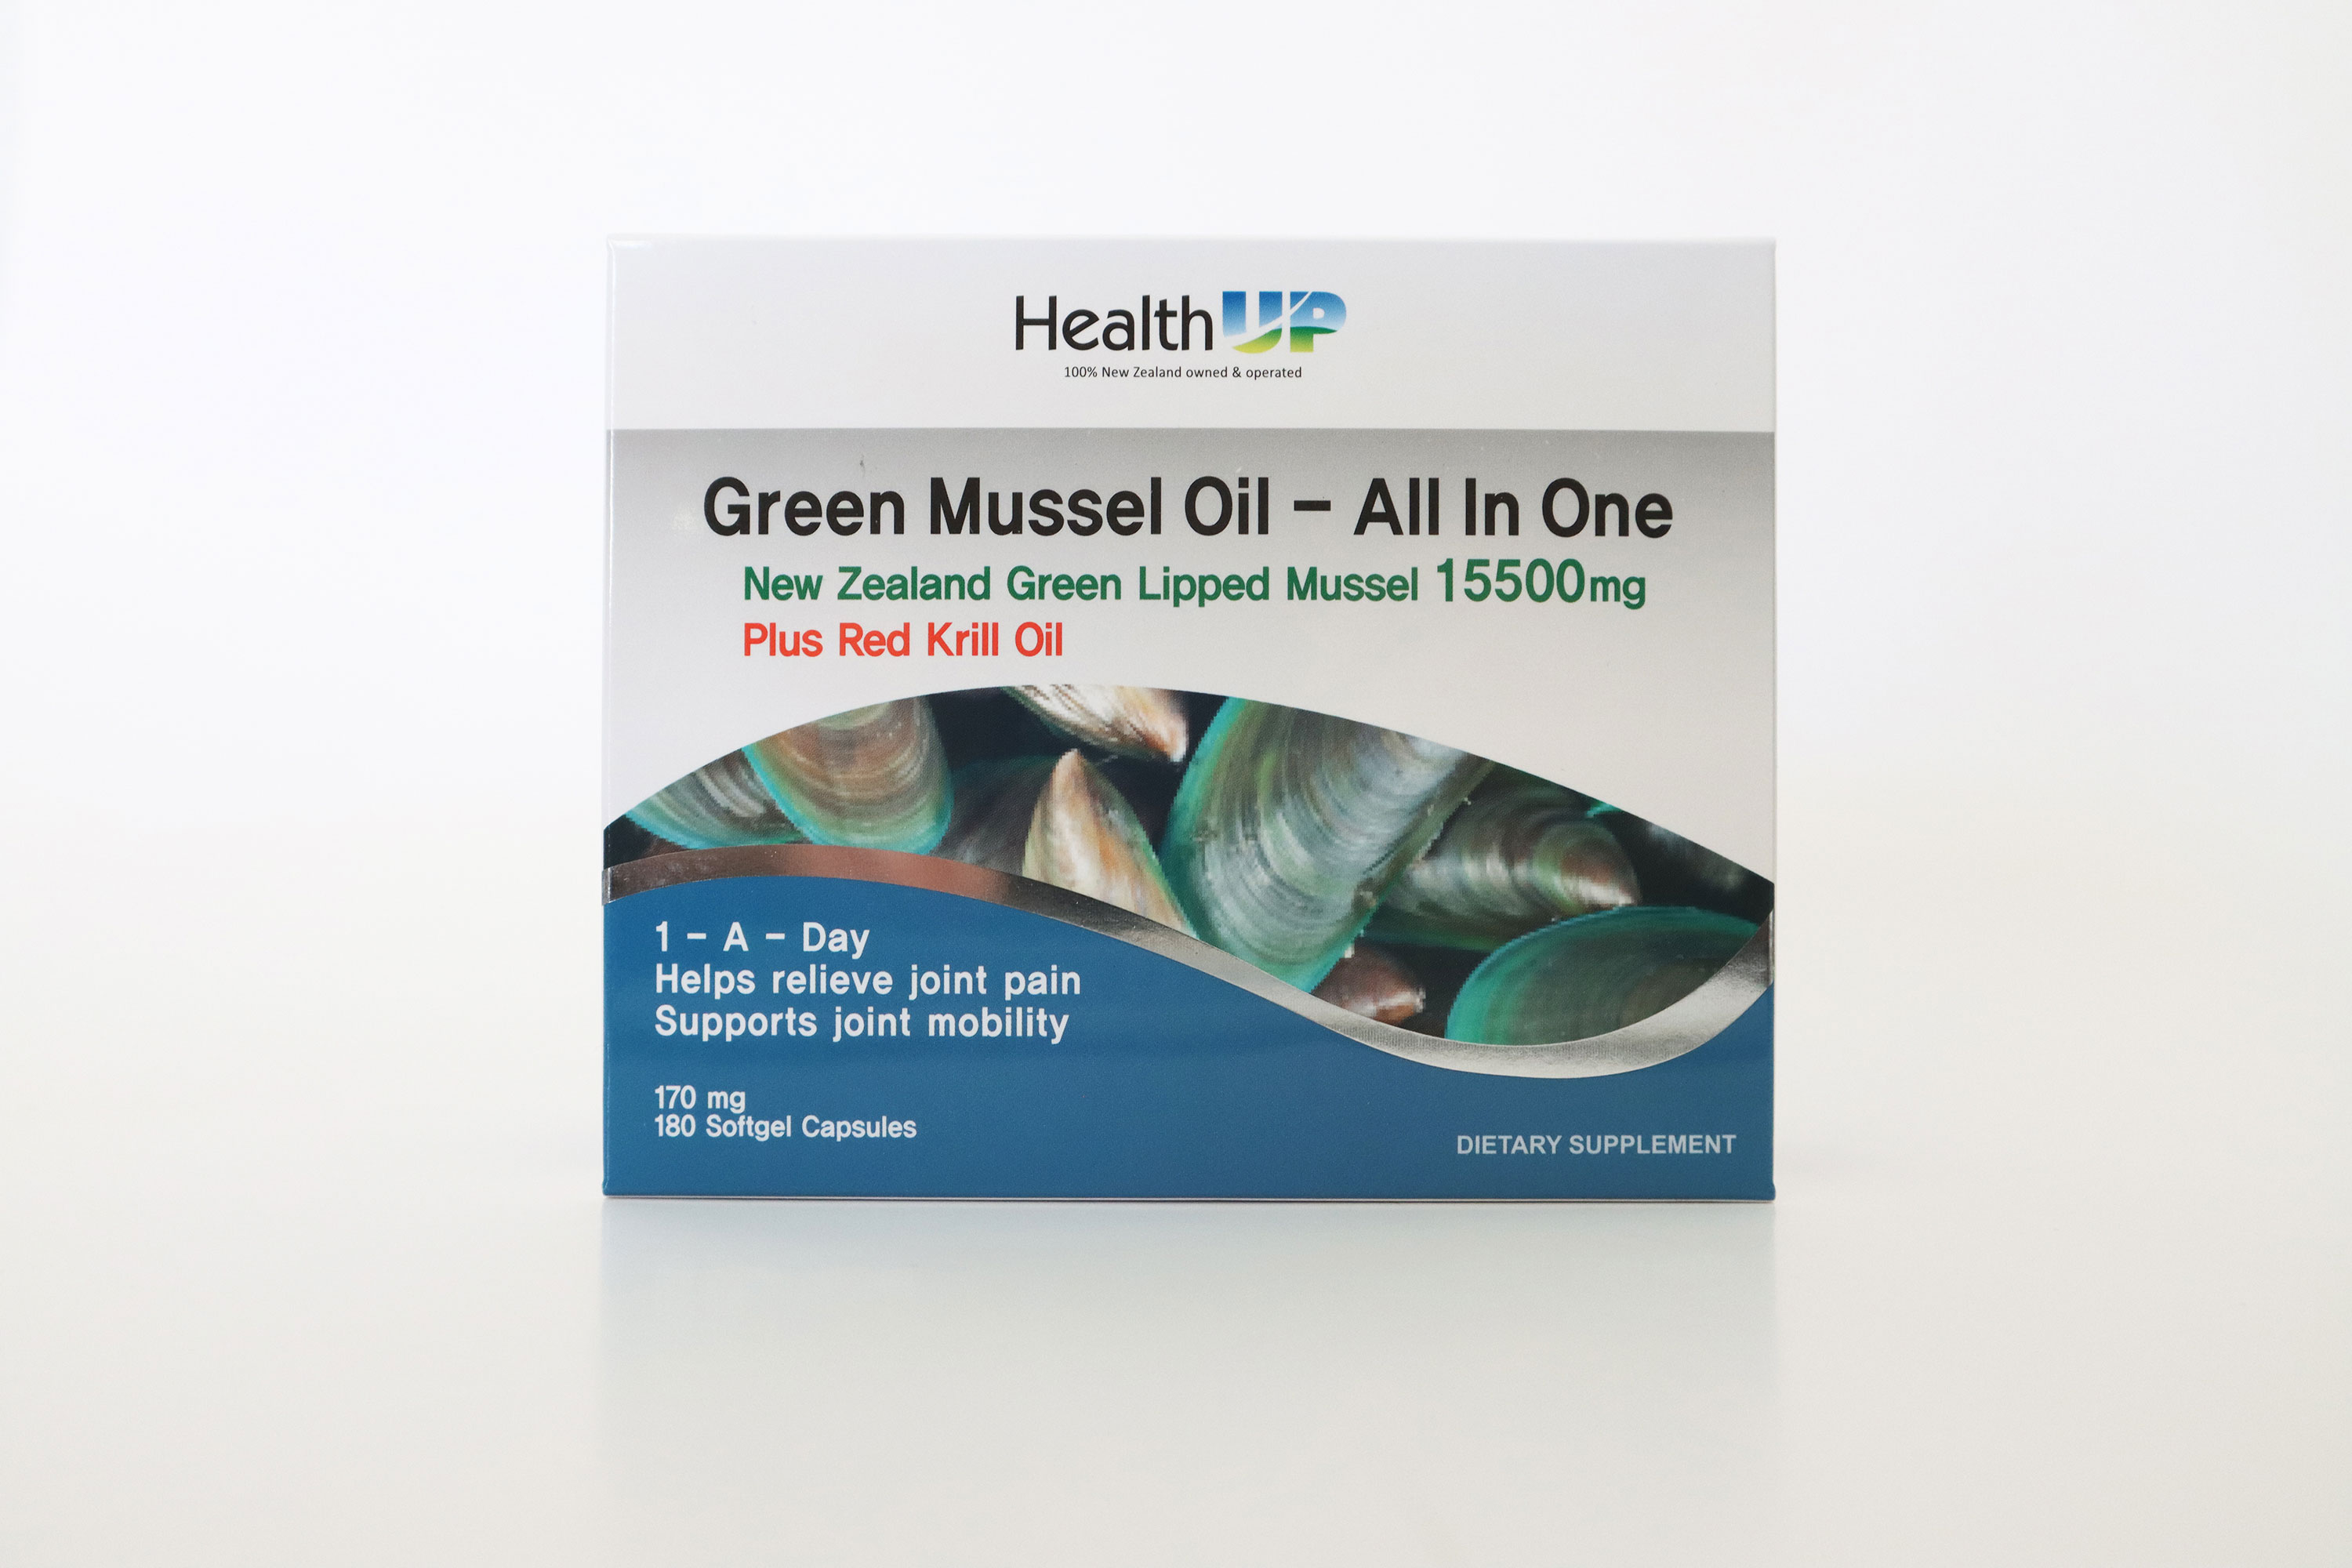 HealthUP
100% New Zealand owned & operated
Green Mussel Oil – All In One
New Zealand Green Lipped Mussel 15500mg
Plus Red Krill Oil
1 – A – Day
Helps relieve joint pain
Supports joint mobility
170 mg
180 Softgel Capsules
DIETARY SUPPLEMENT